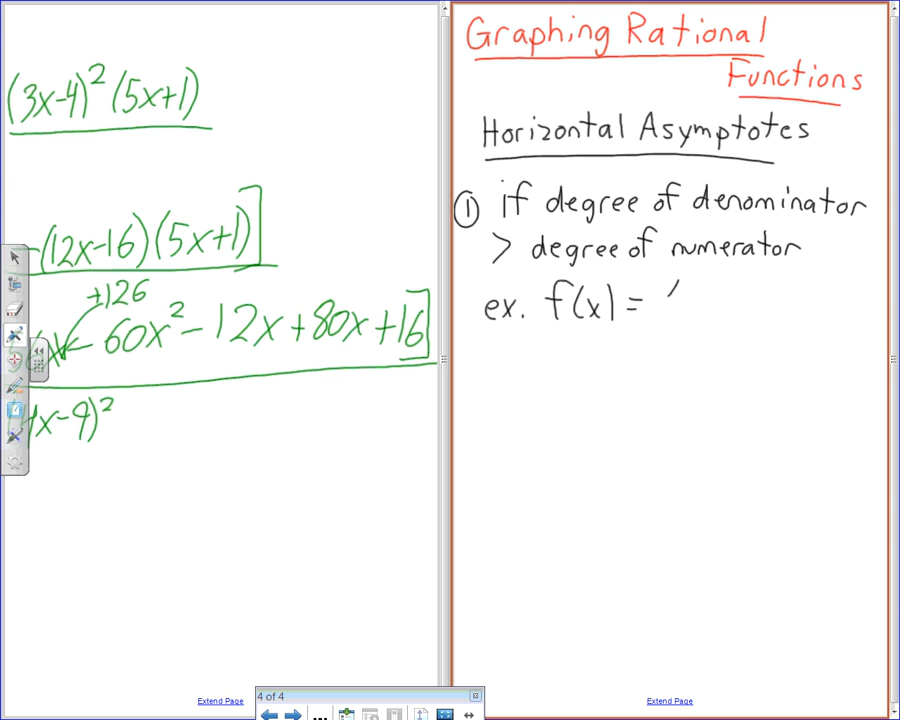 (3x-4)² (5x+1)
-(12x-16)(5x+1)]
+126
- 60x² - 12x + 80x + 16]
x-9)²
Extend Page
4 of 4
Graphing Rational
Functions
Horizontal Asymptotes
① if degree of denominator
> degree of numerator
ex. f(x) =
Extend Page